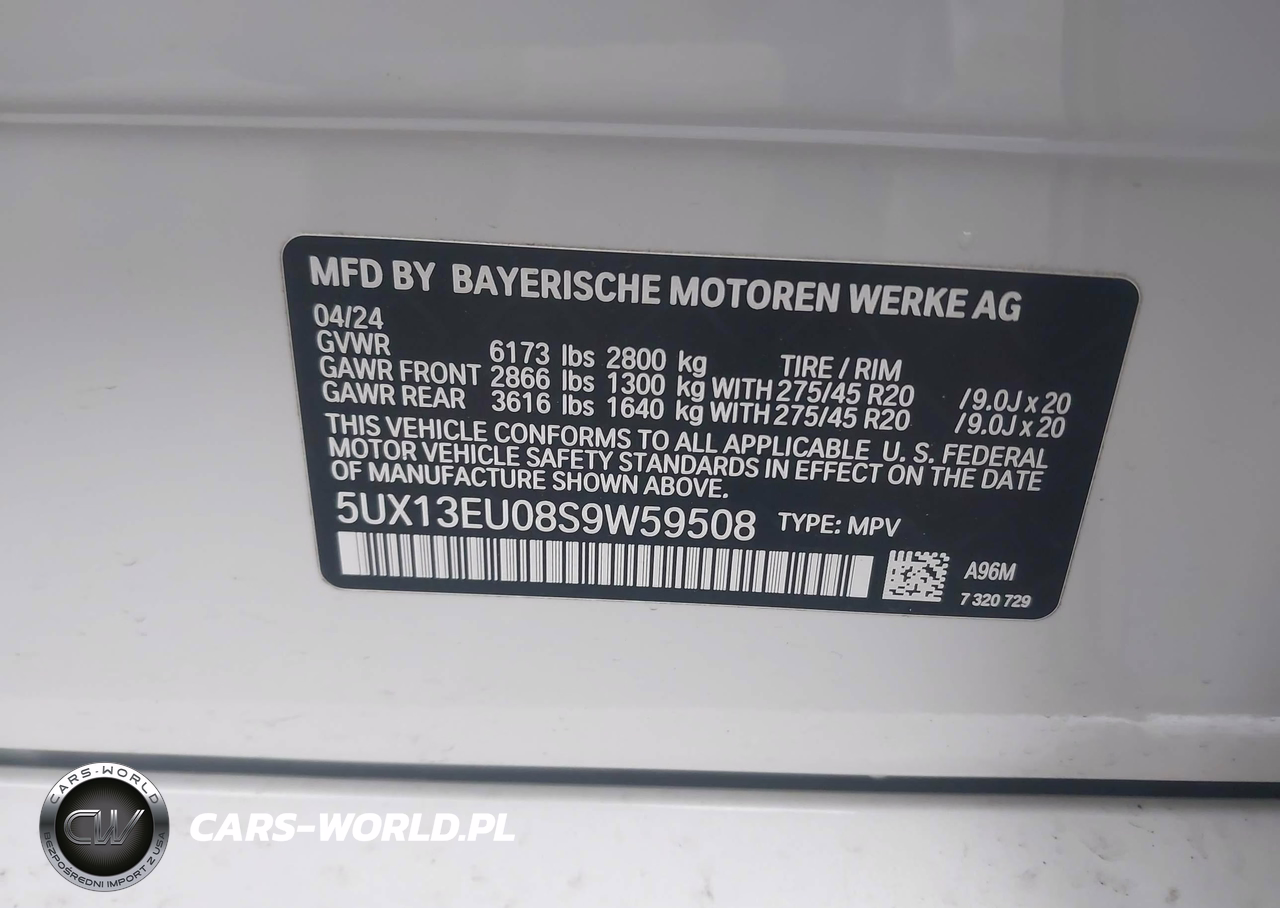 MFD BY BAYERISCHE MOTOREN WERKE AG
04/24
GVWR 6173 lbs 2800 kg TIRE / RIM
GAWR FRONT 2866 lbs 1300 kg WITH 275/45 R20 / 9.0J x 20
GAWR REAR 3616 lbs 1640 kg WITH 275/45 R20 / 9.0J x 20
THIS VEHICLE CONFORMS TO ALL APPLICABLE U. S. FEDERAL
MOTOR VEHICLE SAFETY STANDARDS IN EFFECT ON THE DATE
OF MANUFACTURE SHOWN ABOVE.
5UX13EU08S9W59508 TYPE: MPV
A96M
7 320 729
CARS-WORLD
CW
BEZPOŚREDNI IMPORT Z USA
CARS-WORLD.PL